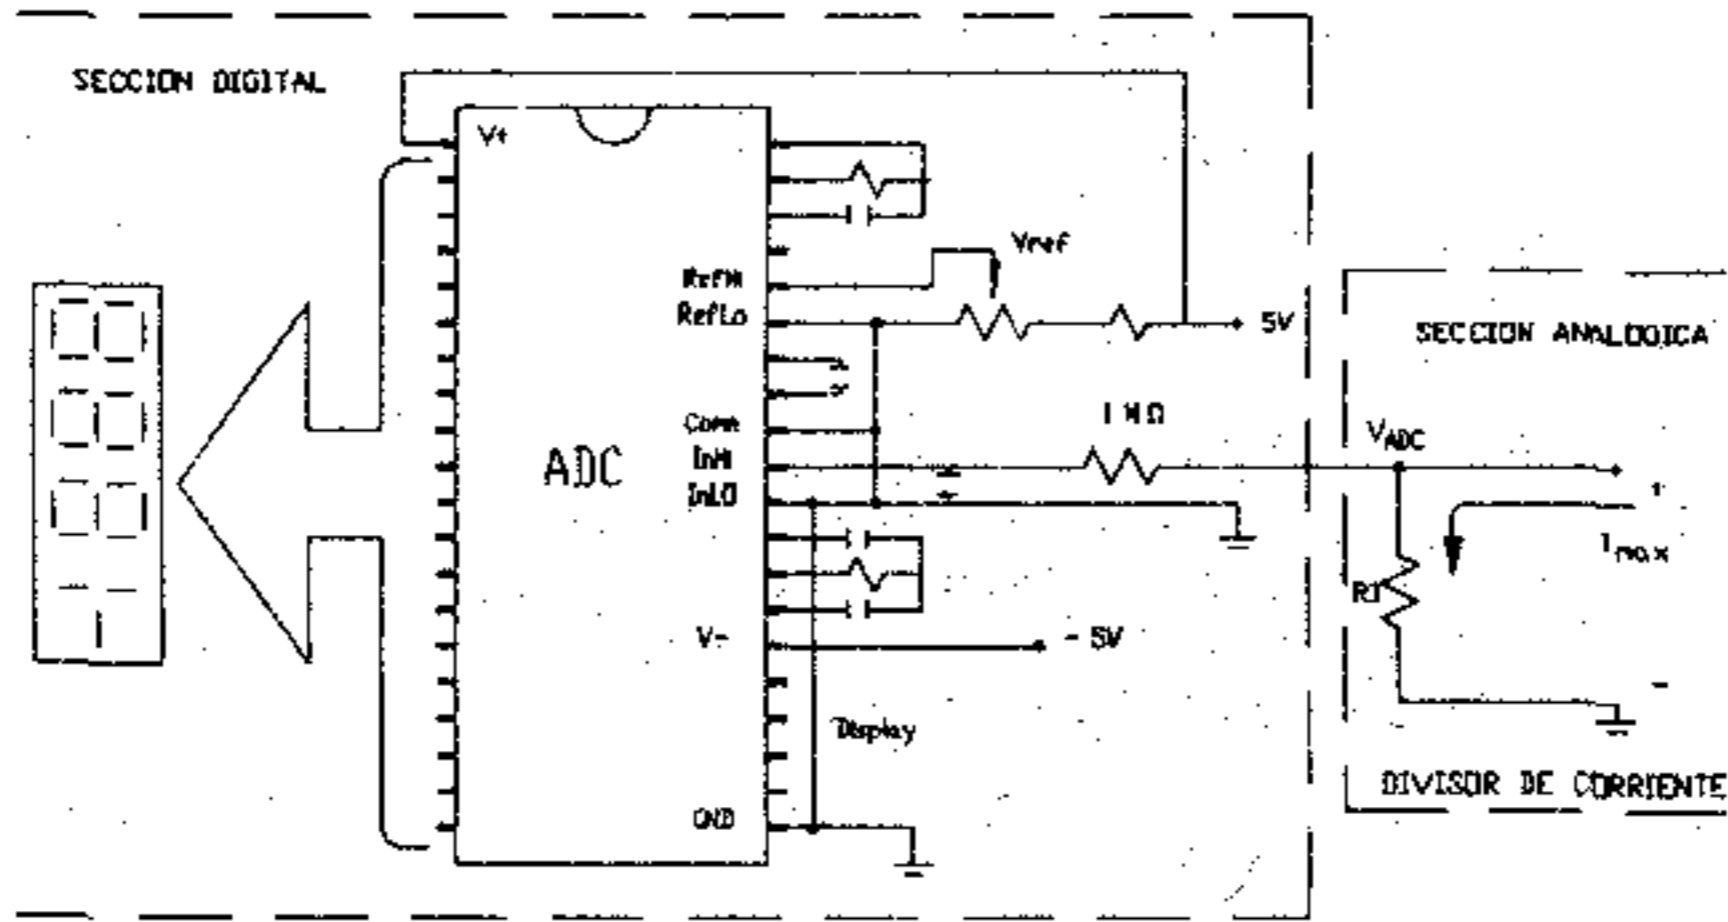 SECCION DIGITAL
V+
Vref
RefHi
RefLo
5V
SECCION ANALOGICA
1 MΩ
Comm
VADC
InHi
ADC
InLO
+
Imax
R1
V-
- 5V
-
Display
DIVISOR DE CORRIENTE
GND